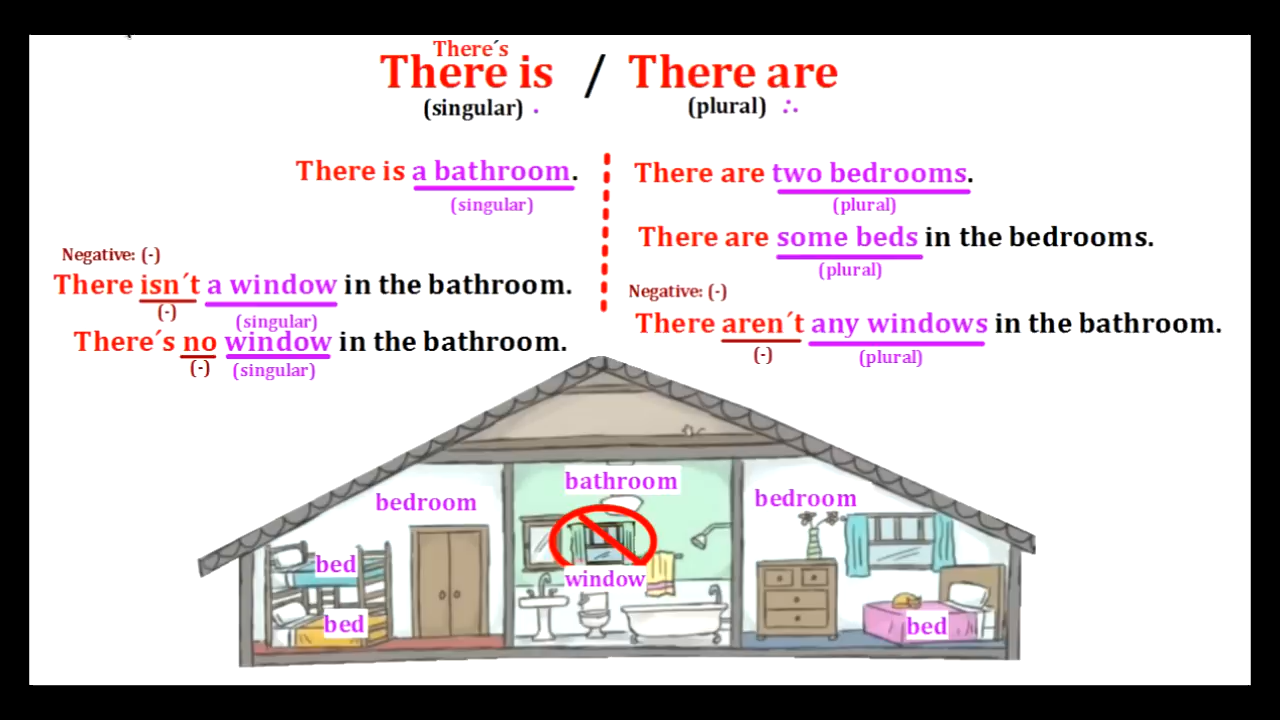 There´s
There is / There are
(singular) . (plural) ∴
There is a bathroom.
(singular)
Negative: (-)
There isn´t a window in the bathroom.
(-) (singular)
There´s no window in the bathroom.
(-) (singular)
There are two bedrooms.
(plural)
There are some beds in the bedrooms.
(plural)
Negative: (-)
There aren´t any windows in the bathroom.
(-) (plural)
bedroom
bathroom
bedroom
bed
window
bed
bed